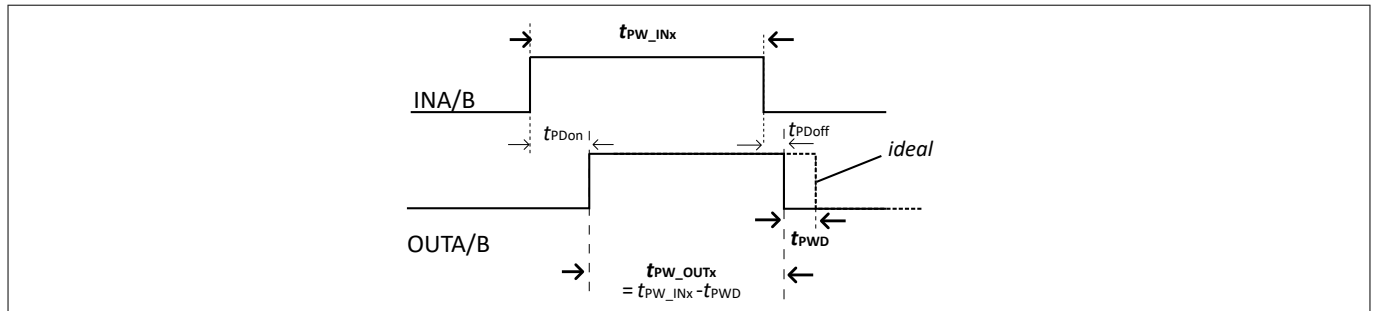 tPW_INx
INA/B
tPDon
tPDoff
ideal
tPWD
OUTA/B
tPW_OUTx
= tPW_INx -tPWD